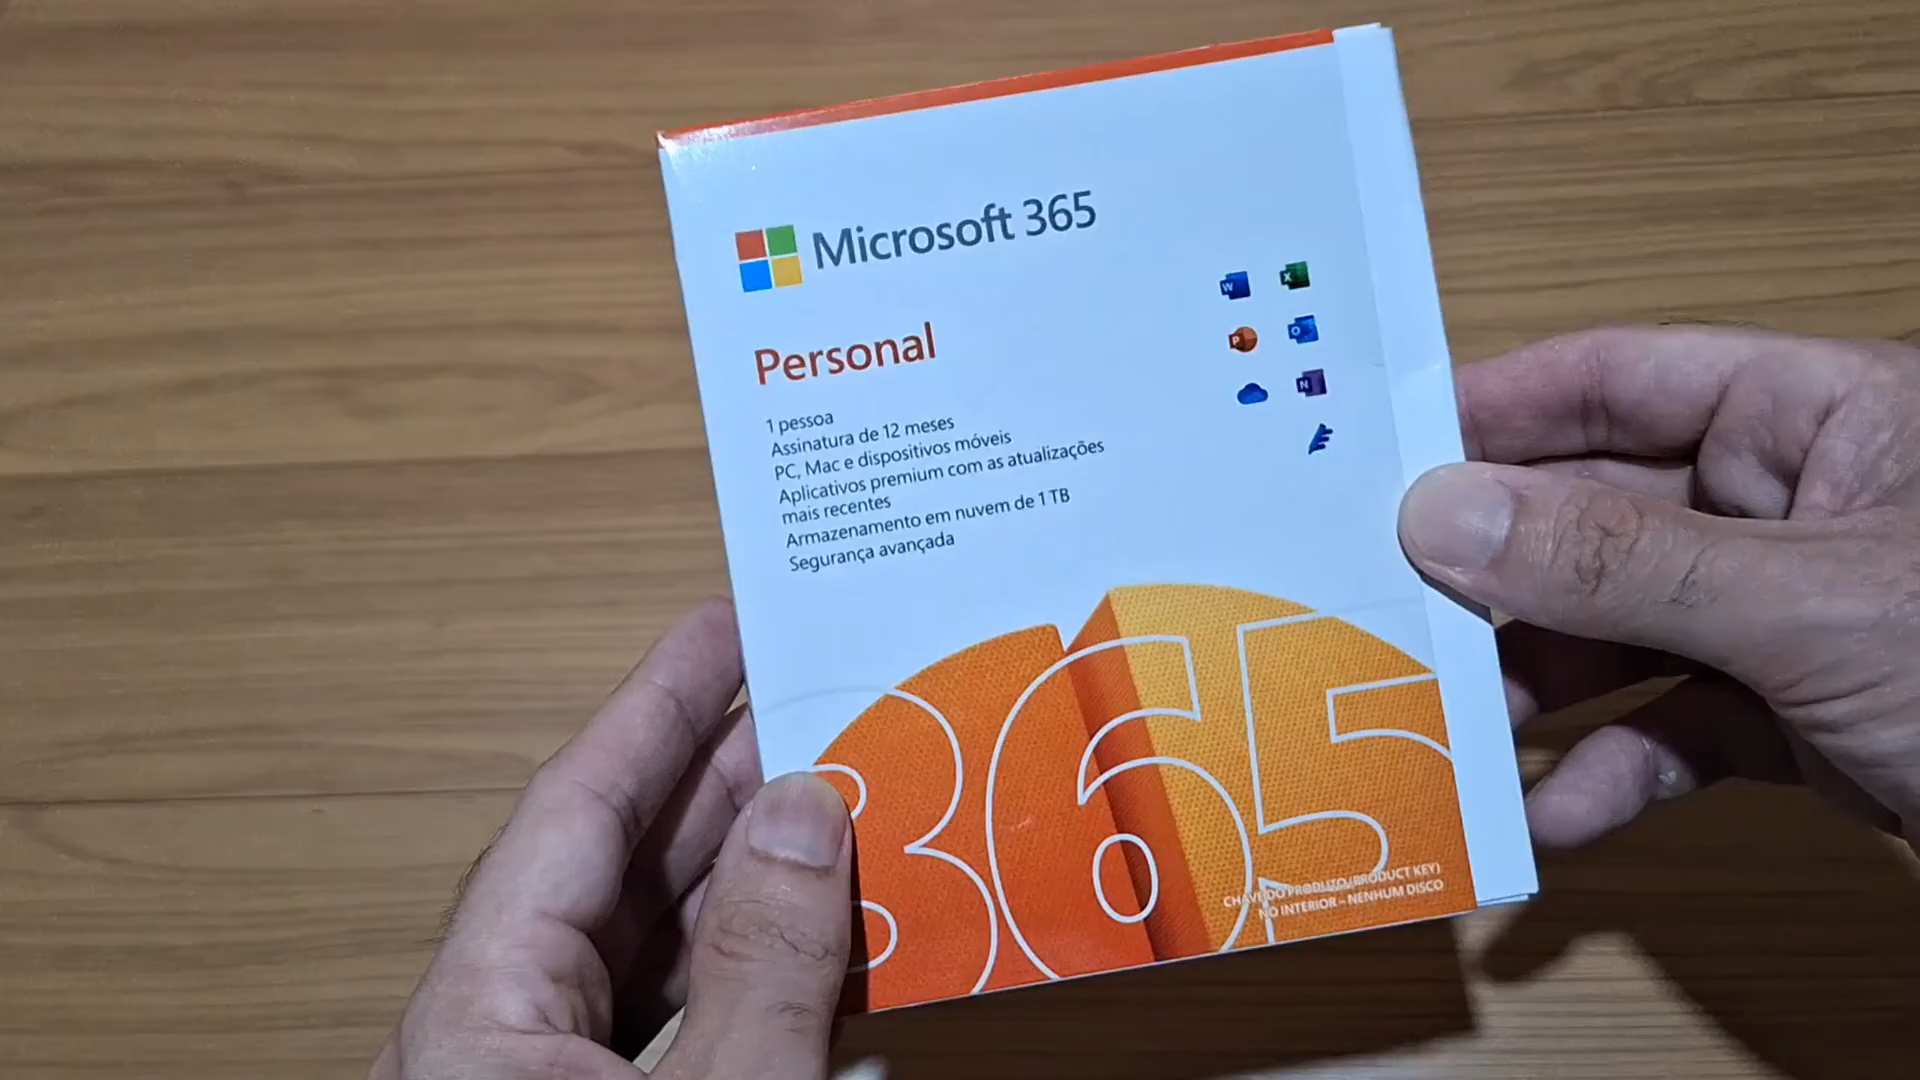 Microsoft 365
Personal
1 pessoa
Assinatura de 12 meses
PC, Mac e dispositivos móveis
Aplicativos premium com as atualizações
mais recentes
Armazenamento em nuvem de 1 TB
Segurança avançada
W
X
P
O
N
365
CHAVE DO PRODUTO (PRODUCT KEY)
NO INTERIOR – NENHUM DISCO